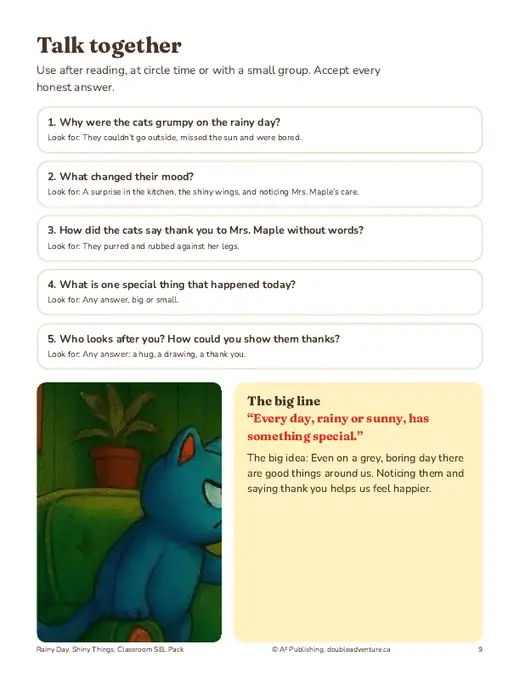 Talk together
Use after reading, at circle time or with a small group. Accept every
honest answer.
1. Why were the cats grumpy on the rainy day?
Look for: They couldn't go outside, missed the sun and were bored.
2. What changed their mood?
Look for: A surprise in the kitchen, the shiny wings, and noticing Mrs. Maple's care.
3. How did the cats say thank you to Mrs. Maple without words?
Look for: They purred and rubbed against her legs.
4. What is one special thing that happened today?
Look for: Any answer, big or small.
5. Who looks after you? How could you show them thanks?
Look for: Any answer: a hug, a drawing, a thank you.
The big line
“Every day, rainy or sunny, has
something special.”
The big idea: Even on a grey, boring day there
are good things around us. Noticing them and
saying thank you helps us feel happier.
Rainy Day, Shiny Things, Classroom SEL Pack
© A² Publishing, doubleadventure.ca
9